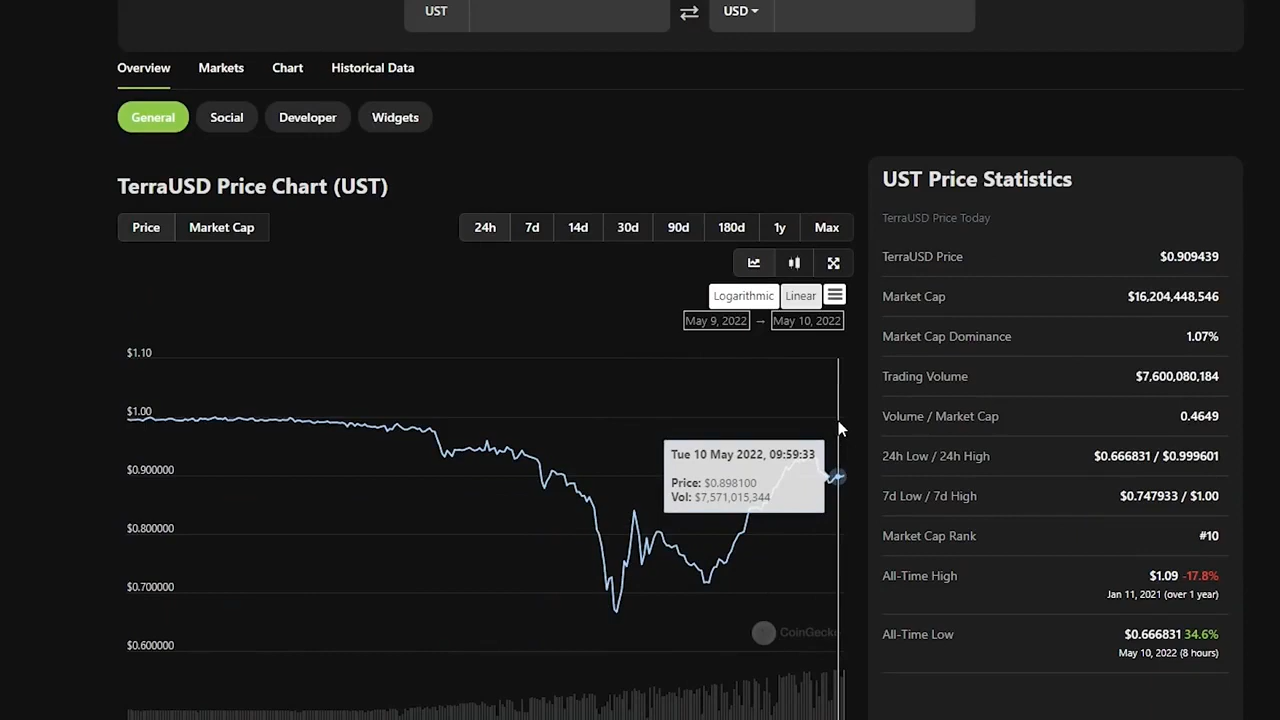 UST
USD
Overview Markets Chart Historical Data
General Social Developer Widgets
TerraUSD Price Chart (UST)
Price Market Cap
24h 7d 14d 30d 90d 180d 1y Max
Logarithmic Linear
May 9, 2022 → May 10, 2022
$1.10
$1.00
$0.900000
$0.800000
$0.700000
$0.600000
Tue 10 May 2022, 09:59:33
Price: $0.898100
Vol: $7,571,015,344
CoinGecko
UST Price Statistics
TerraUSD Price Today
TerraUSD Price $0.909439
Market Cap $16,204,448,546
Market Cap Dominance 1.07%
Trading Volume $7,600,080,184
Volume / Market Cap 0.4649
24h Low / 24h High $0.666831 / $0.999601
7d Low / 7d High $0.747933 / $1.00
Market Cap Rank #10
All-Time High $1.09 -17.8%
Jan 11, 2021 (over 1 year)
All-Time Low $0.666831 34.6%
May 10, 2022 (8 hours)